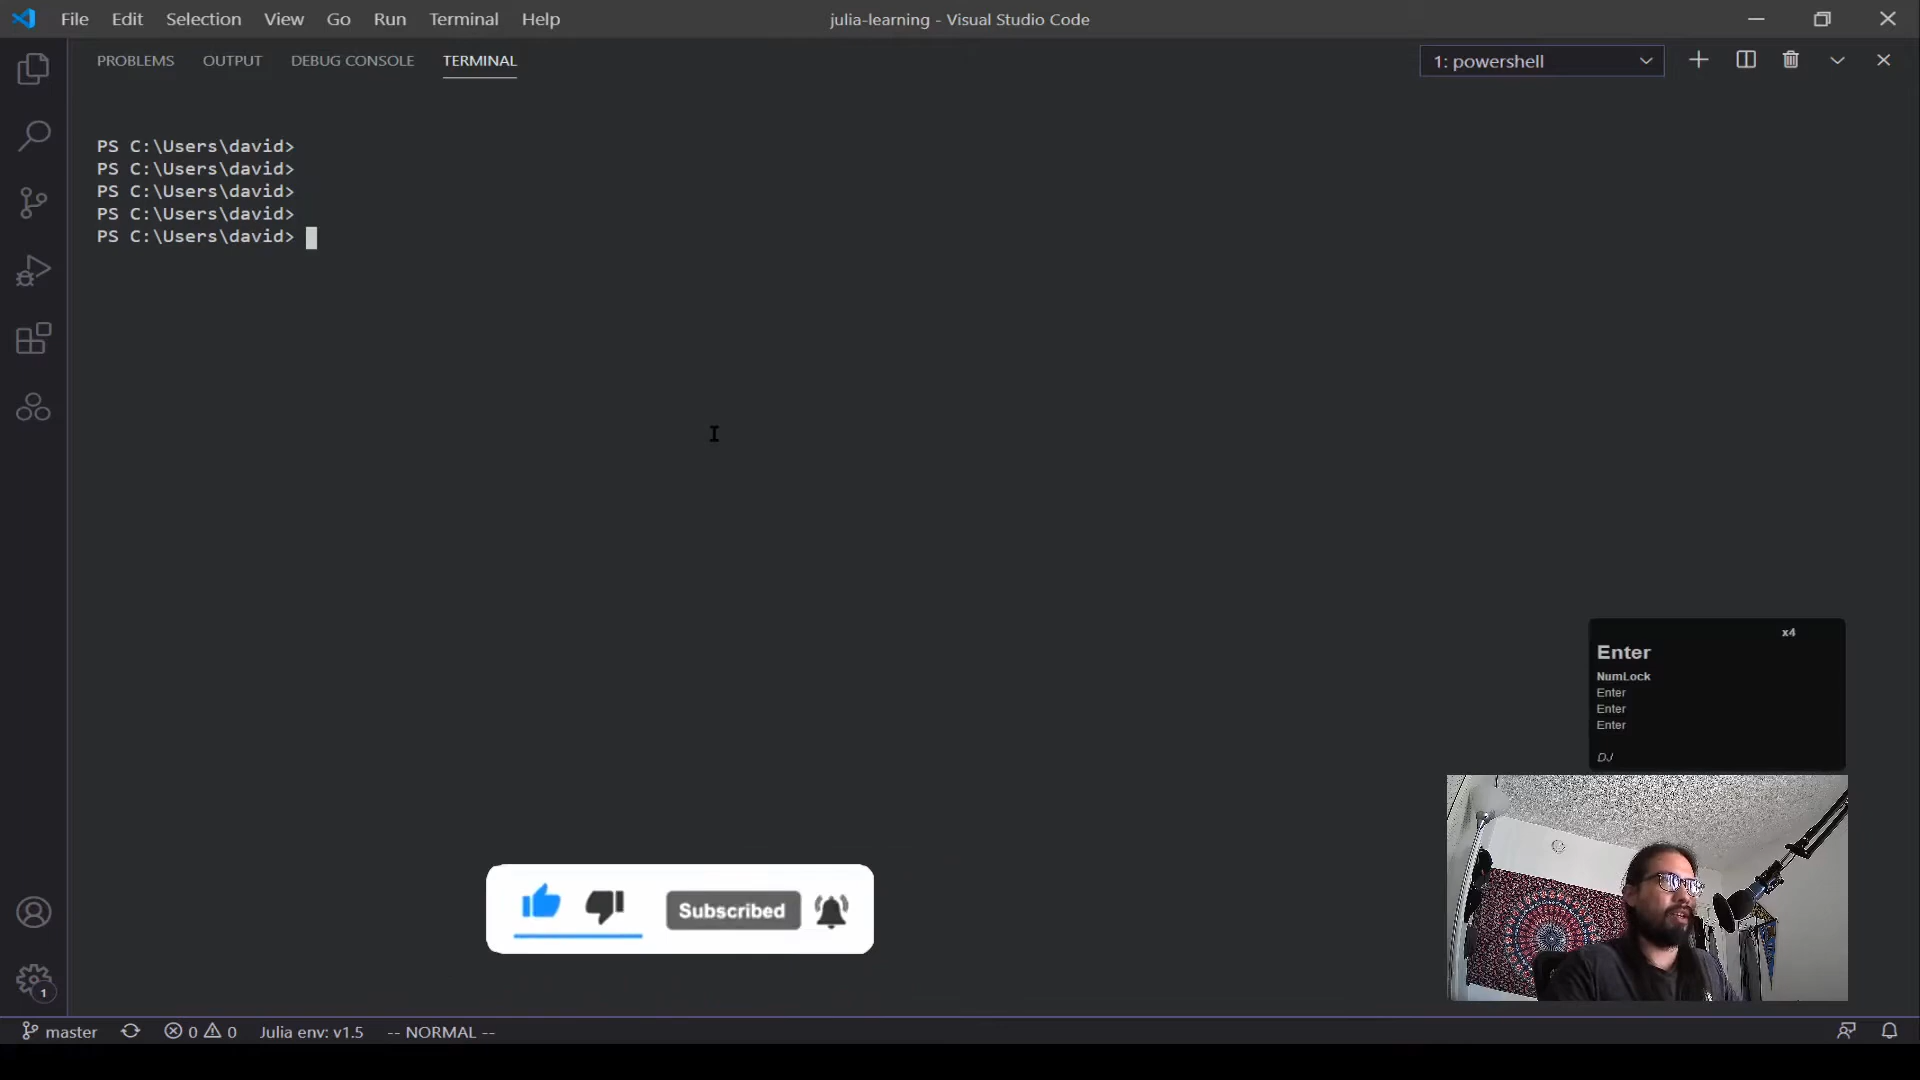 File Edit Selection View Go Run Terminal Help
julia-learning - Visual Studio Code
PROBLEMS OUTPUT DEBUG CONSOLE TERMINAL
1: powershell
PS C:\Users\david>
PS C:\Users\david>
PS C:\Users\david>
PS C:\Users\david>
PS C:\Users\david>
x4
Enter
NumLock
Enter
Enter
Enter
DJ
Subscribed
1
master 0 0 Julia env: v1.5 -- NORMAL --